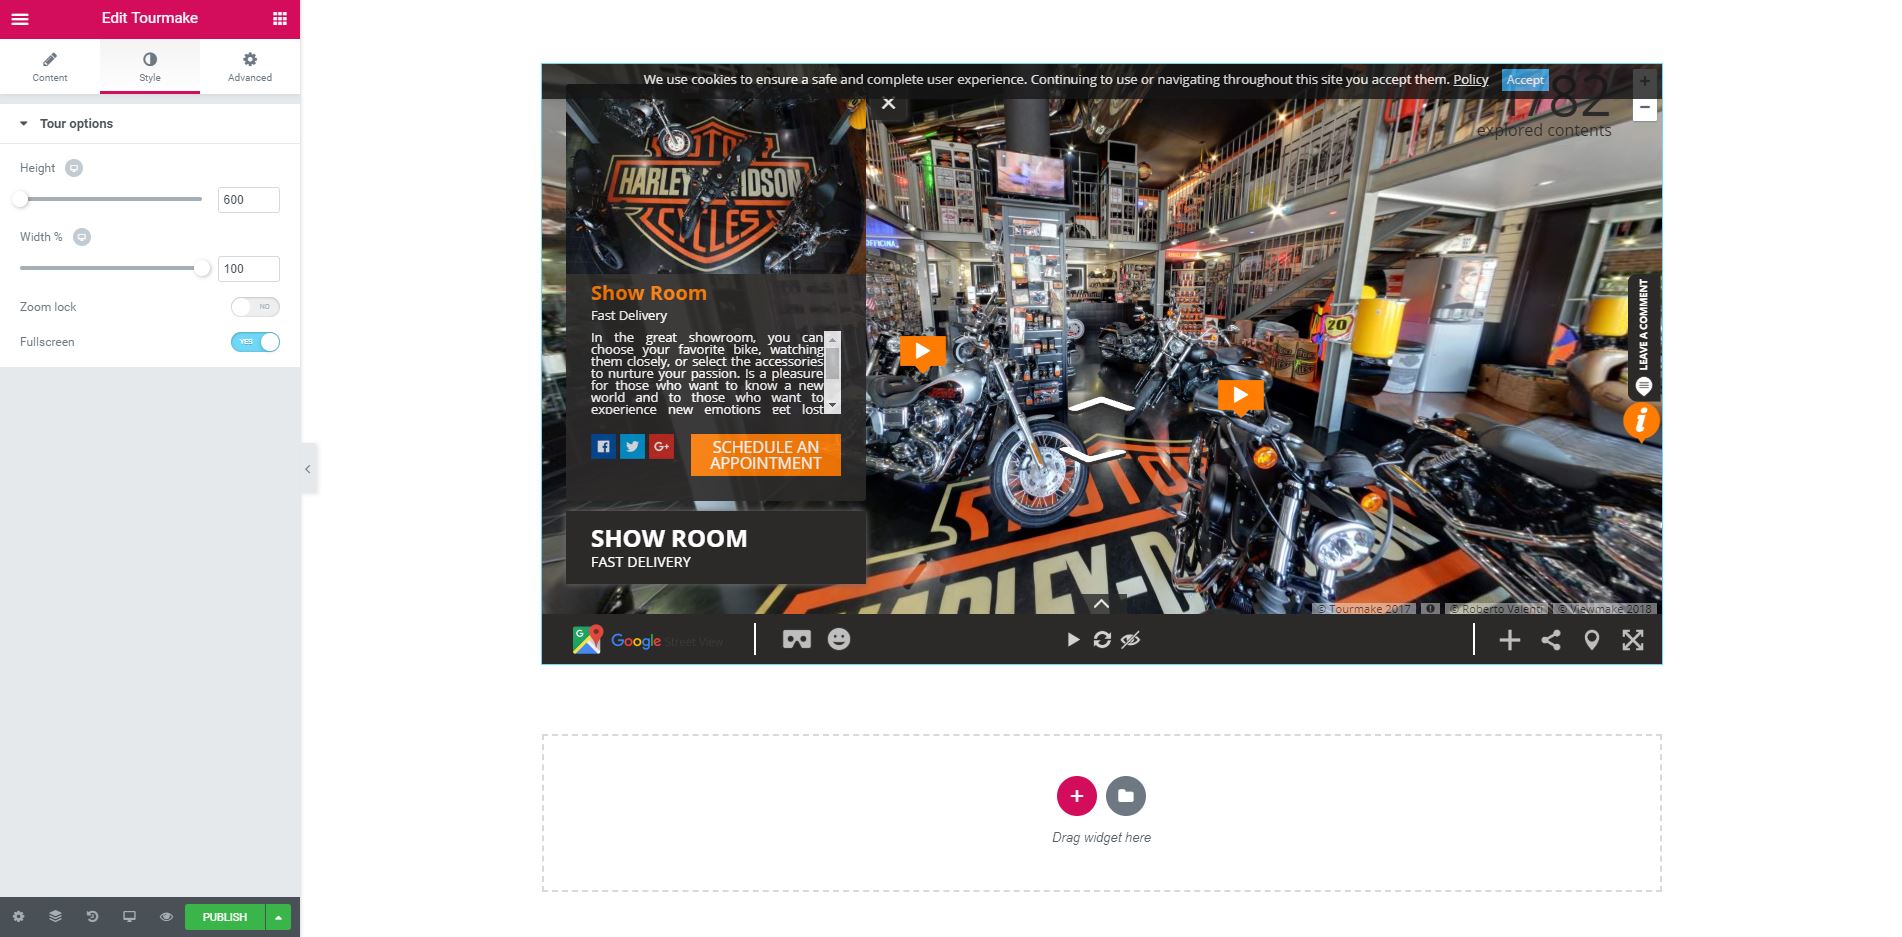 Edit Tourmake
Content
Style
Advanced
Tour options
Height
600
Width %
100
Zoom lock
NO
Fullscreen
YES
PUBLISH
We use cookies to ensure a safe and complete user experience. Continuing to use or navigating throughout this site you accept them. Policy
Accept
1782
explored contents
MOTOR
HARLEY-DAVIDSON
CYCLES
OFFICINA
Show Room
Fast Delivery
In the great showroom, you can
choose your favorite bike, watching
them closely, or select the accessories
to nurture your passion. Is a pleasure
for those who want to know a new
world and to those who want to
experience new emotions get lost
SCHEDULE AN
APPOINTMENT
SHOW ROOM
FAST DELIVERY
LEAVE A COMMENT
20
© Tourmake 2017
© Roberto Valenti
© Viewmake 2018
Google Street View
Drag widget here